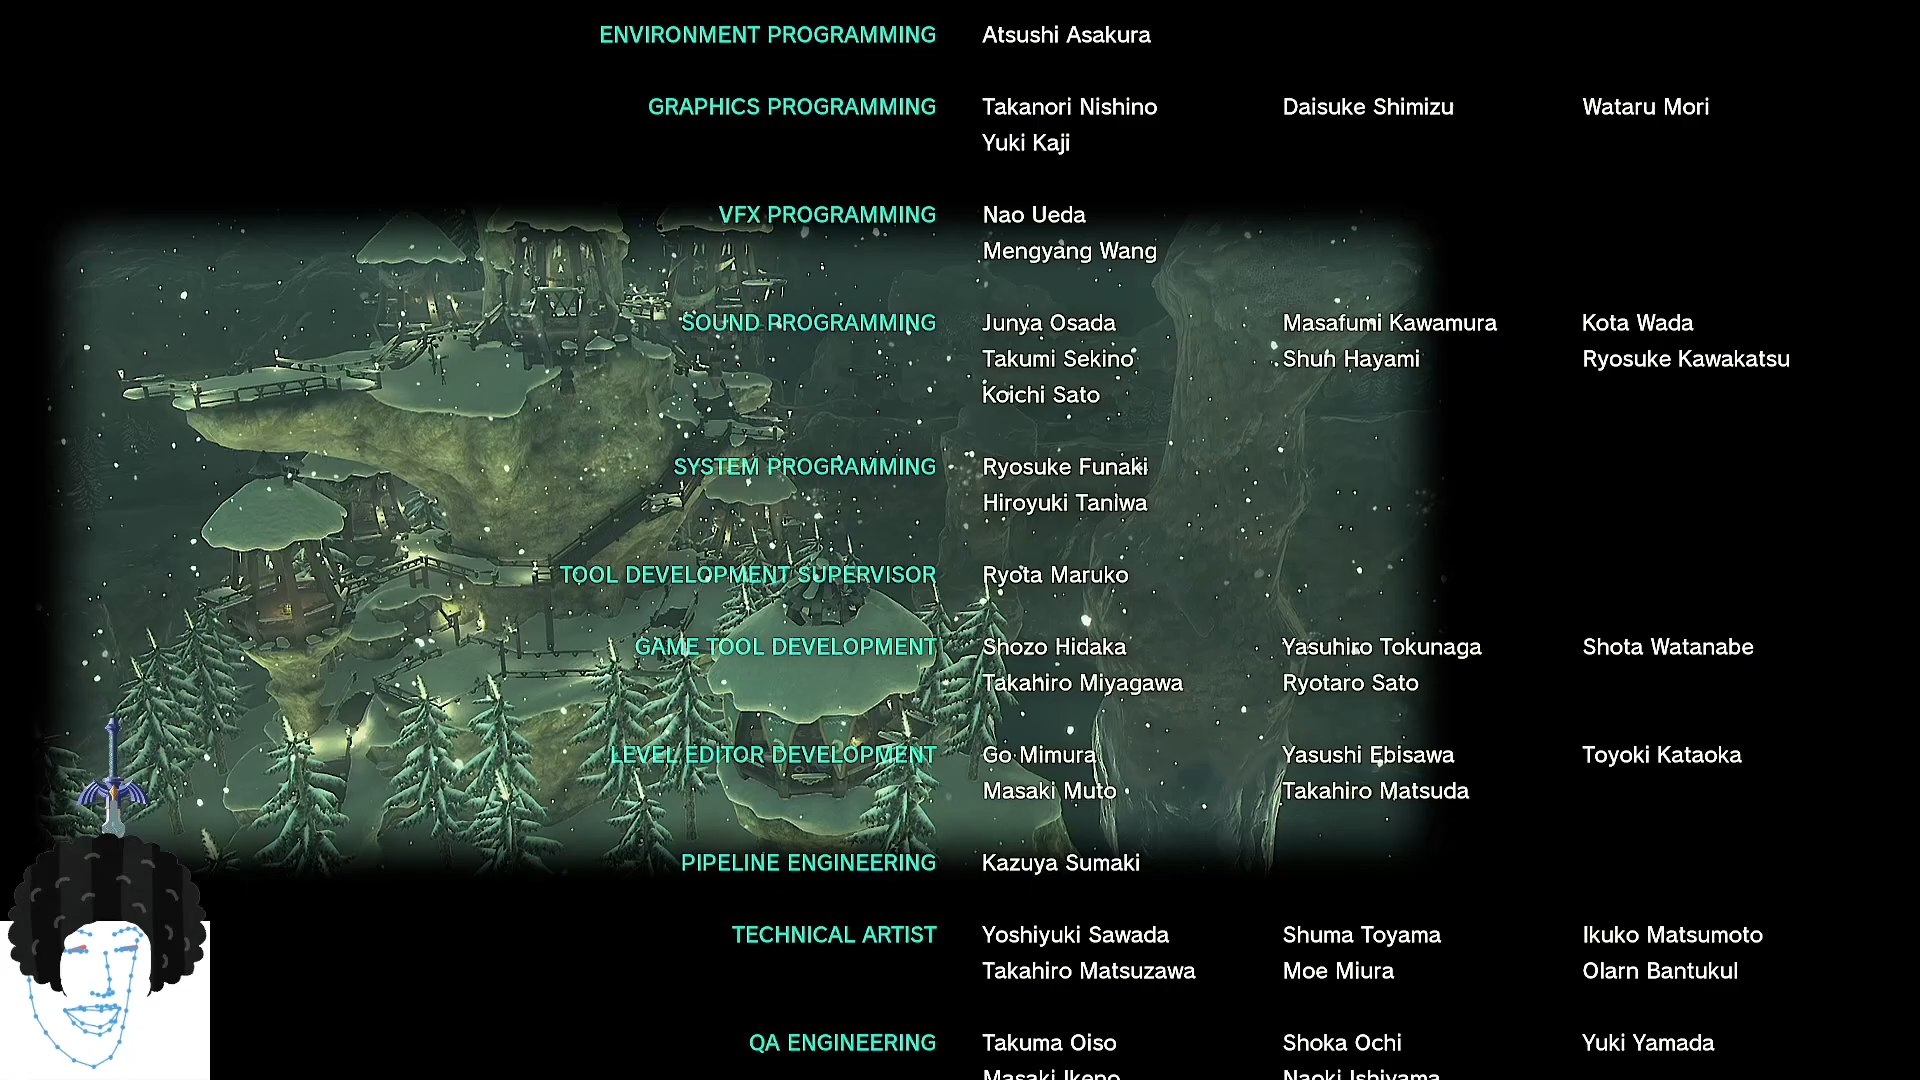 ENVIRONMENT PROGRAMMING Atsushi Asakura
GRAPHICS PROGRAMMING Takanori Nishino Daisuke Shimizu Wataru Mori
Yuki Kaji
VFX PROGRAMMING Nao Ueda
Mengyang Wang
SOUND PROGRAMMING Junya Osada Masafumi Kawamura Kota Wada
Takumi Sekino Shun Hayami Ryosuke Kawakatsu
Koichi Sato
SYSTEM PROGRAMMING Ryosuke Funaki
Hiroyuki Taniwa
TOOL DEVELOPMENT SUPERVISOR Ryota Maruko
GAME TOOL DEVELOPMENT Shozo Hidaka Yasuhiro Tokunaga Shota Watanabe
Takahiro Miyagawa Ryotaro Sato
LEVEL EDITOR DEVELOPMENT Go Mimura Yasushi Ebisawa Toyoki Kataoka
Masaki Muto Takahiro Matsuda
PIPELINE ENGINEERING Kazuya Sumaki
TECHNICAL ARTIST Yoshiyuki Sawada Shuma Toyama Ikuko Matsumoto
Takahiro Matsuzawa Moe Miura Olarn Bantukul
QA ENGINEERING Takuma Oiso Shoka Ochi Yuki Yamada
Masaki Ikeno Naoki Ishiyama